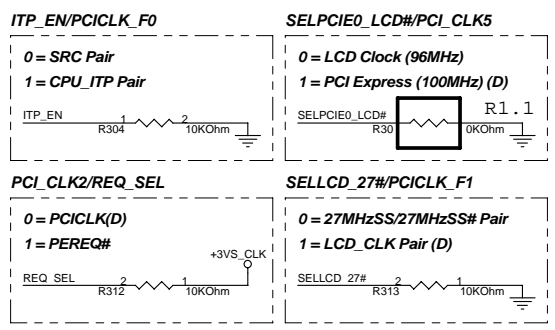 ITP_EN/PCICLK_F0
0 = SRC Pair
1 = CPU_ITP Pair
ITP_EN
1
2
R304
10KOhm
SELPCIE0_LCD#/PCI_CLK5
0 = LCD Clock (96MHz)
1 = PCI Express (100MHz) (D)
SELPCIE0_LCD#
R1.1
R30
0KOhm
PCI_CLK2/REQ_SEL
0 = PCICLK(D)
1 = PEREQ#
+3VS_CLK
REQ_SEL
2
1
R312
10KOhm
SELLCD_27#/PCICLK_F1
0 = 27MHzSS/27MHzSS# Pair
1 = LCD_CLK Pair (D)
SELLCD_27#
2
1
R313
10KOhm